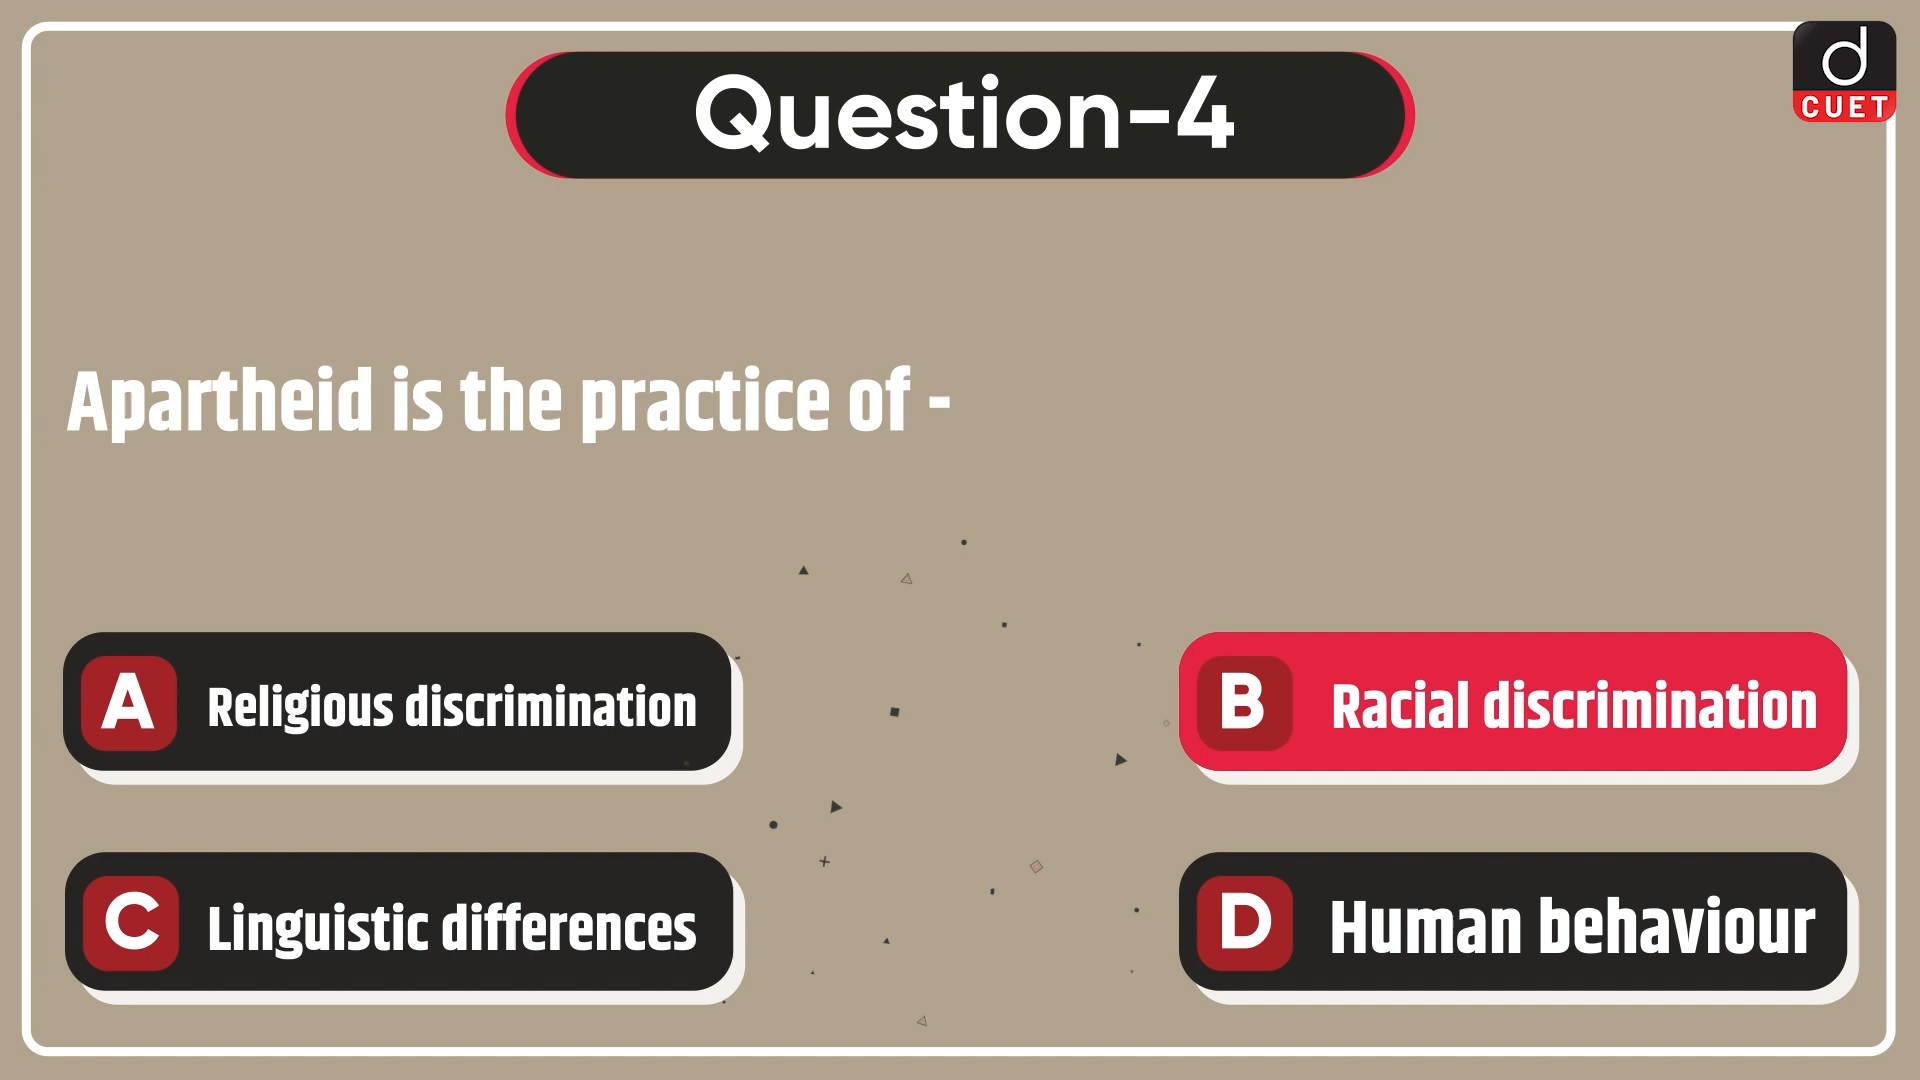 d
CUET
Question-4
Apartheid is the practice of -
A Religious discrimination
B Racial discrimination
C Linguistic differences
D Human behaviour